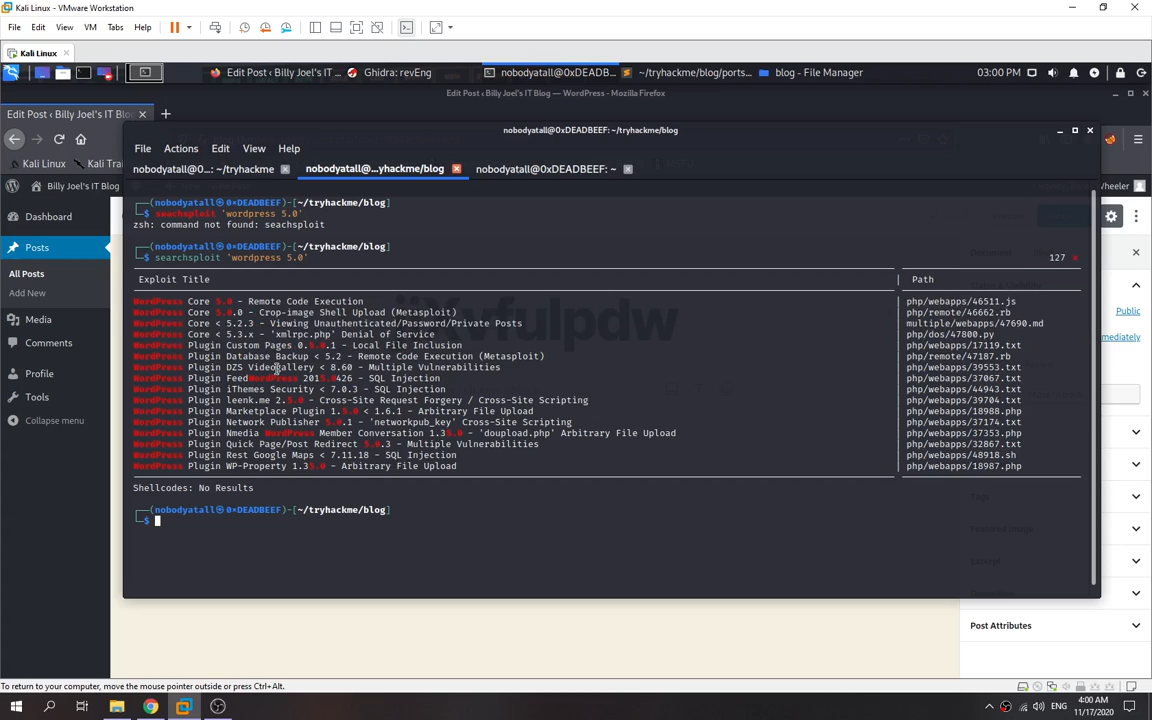 Kali Linux - VMware Workstation
File Edit View VM Tabs Help
Kali Linux
Edit Post ‹ Billy Joel's IT ...
Ghidra: revEng
nobodyatall@0xDEADB...
~/tryhackme/blog/ports...
blog - File Manager
03:00 PM
Edit Post ‹ Billy Joel's IT Blog — WordPress - Mozilla Firefox
Edit Post ‹ Billy Joel's IT Blo
nobodyatall@0xDEADBEEF: ~/tryhackme/blog
File Actions Edit View Help
Kali Linux
Kali Tra
nobodyatall@0...: ~/tryhackme
nobodyatall@...yhackme/blog
nobodyatall@0xDEADBEEF: ~
Billy Joel's IT Blog
Wheeler
Dashboard
Posts
All Posts
Add New
Media
Comments
Profile
Tools
Collapse menu
┌──(nobodyatall㉿0×DEADBEEF)-[~/tryhackme/blog]
└─$ seachsploit 'wordpress 5.0'
zsh: command not found: seachsploit
┌──(nobodyatall㉿0×DEADBEEF)-[~/tryhackme/blog]
└─$ searchsploit 'wordpress 5.0' 127 ⨯
Exploit Title | Path
WordPress Core 5.0 - Remote Code Execution | php/webapps/46511.js
WordPress Core 5.0.0 - Crop-image Shell Upload (Metasploit) | php/remote/46662.rb
WordPress Core < 5.2.3 - Viewing Unauthenticated/Password/Private Posts | multiple/webapps/47690.md
WordPress Core < 5.3.x - 'xmlrpc.php' Denial of Service | php/dos/47800.py
WordPress Plugin Custom Pages 0.5.0.1 - Local File Inclusion | php/webapps/17119.txt
WordPress Plugin Database Backup < 5.2 - Remote Code Execution (Metasploit) | php/remote/47187.rb
WordPress Plugin DZS Videogallery < 8.60 - Multiple Vulnerabilities | php/webapps/39553.txt
WordPress Plugin FeedWordPress 2015.0426 - SQL Injection | php/webapps/37067.txt
WordPress Plugin iThemes Security < 7.0.3 - SQL Injection | php/webapps/44943.txt
WordPress Plugin leenk.me 2.5.0 - Cross-Site Request Forgery / Cross-Site Scripting | php/webapps/39704.txt
WordPress Plugin Marketplace Plugin 1.5.0 < 1.6.1 - Arbitrary File Upload | php/webapps/18988.php
WordPress Plugin Network Publisher 5.0.1 - 'networkpub_key' Cross-Site Scripting | php/webapps/37174.txt
WordPress Plugin Nmedia WordPress Member Conversation 1.35.0 - 'doupload.php' Arbitrary File Upload | php/webapps/37353.php
WordPress Plugin Quick Page/Post Redirect 5.0.3 - Multiple Vulnerabilities | php/webapps/32867.txt
WordPress Plugin Rest Google Maps < 7.11.18 - SQL Injection | php/webapps/48918.sh
WordPress Plugin WP-Property 1.35.0 - Arbitrary File Upload | php/webapps/18987.php
Shellcodes: No Results
┌──(nobodyatall㉿0×DEADBEEF)-[~/tryhackme/blog]
└─$
Public
mmediately
Tags
Featured Image
Excerpt
Post Attributes
To return to your computer, move the mouse pointer outside or press Ctrl+Alt.
ENG
4:00 AM
11/17/2020